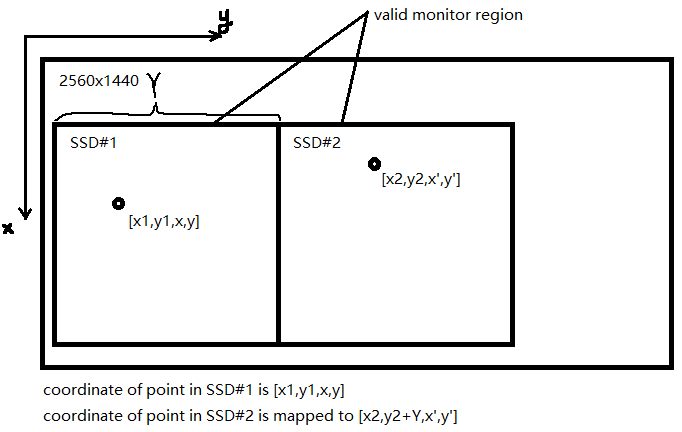 y
valid monitor region
2560x1440 Y
SSD#1
SSD#2
[x2,y2,x',y']
[x1,y1,x,y]
x
coordinate of point in SSD#1 is [x1,y1,x,y]
coordinate of point in SSD#2 is mapped to [x2,y2+Y,x',y']